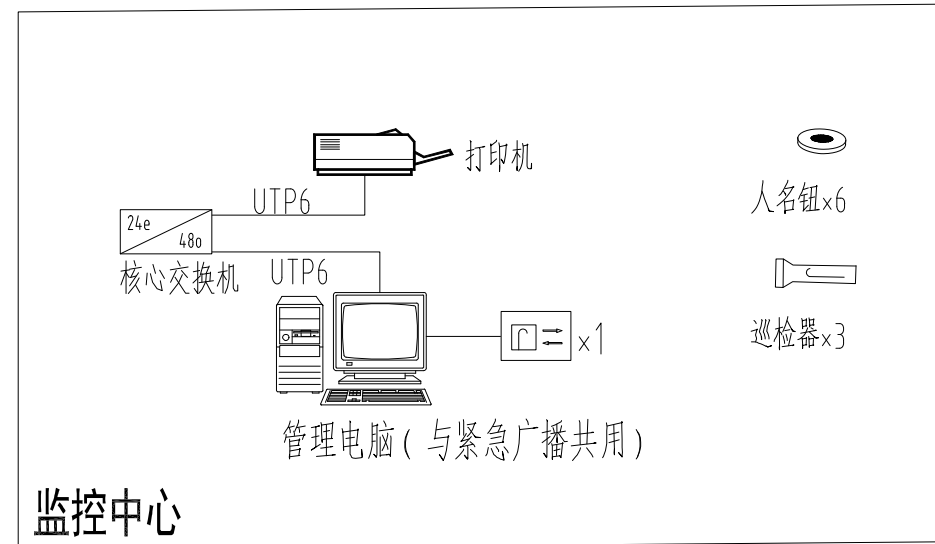 打印机
UTP6
人名钮x6
24e
48o
核心交换机
UTP6
巡检器x3
x1
管理电脑(与紧急广播共用)
监控中心